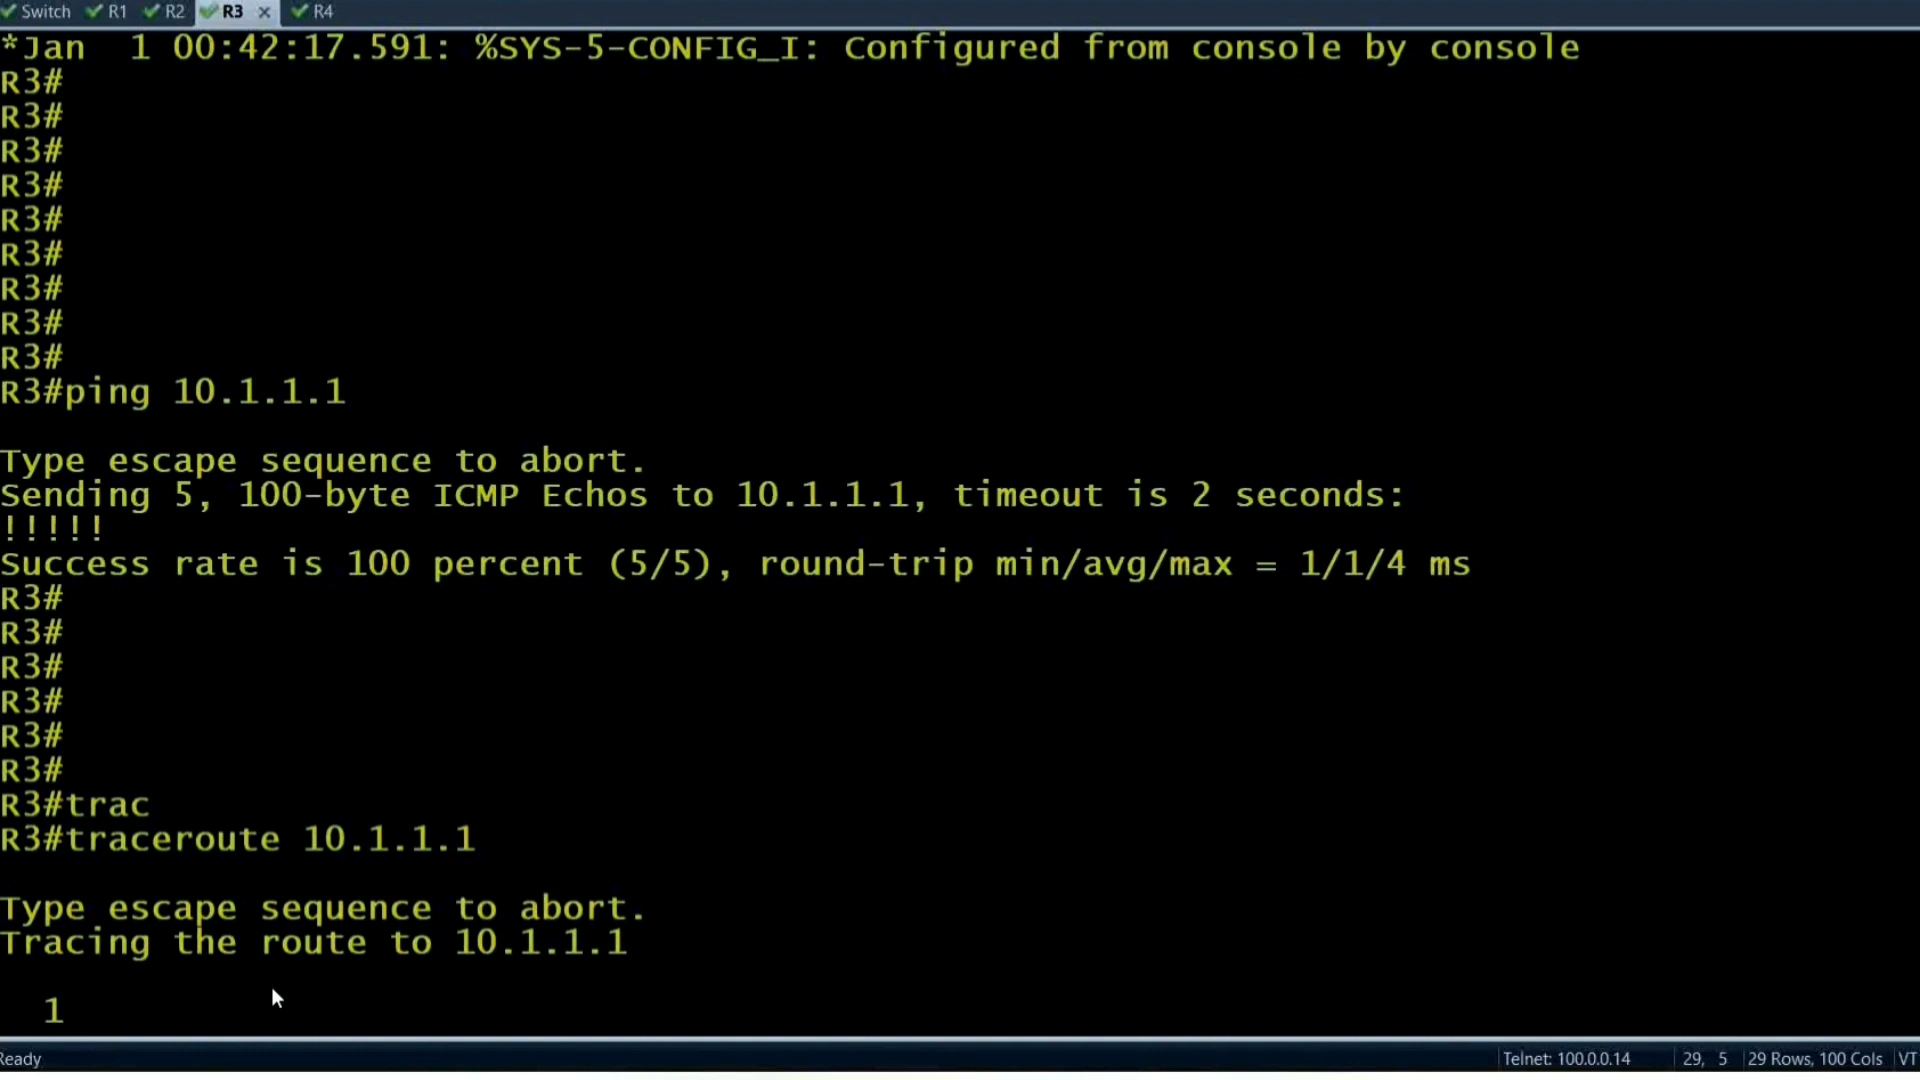 Switch R1 R2 R3 × R4
*Jan  1 00:42:17.591: %SYS-5-CONFIG_I: Configured from console by console
R3#
R3#
R3#
R3#
R3#
R3#
R3#
R3#
R3#
R3#ping 10.1.1.1
Type escape sequence to abort.
Sending 5, 100-byte ICMP Echos to 10.1.1.1, timeout is 2 seconds:
!!!!!
Success rate is 100 percent (5/5), round-trip min/avg/max = 1/1/4 ms
R3#
R3#
R3#
R3#
R3#
R3#
R3#trac
R3#traceroute 10.1.1.1
Type escape sequence to abort.
Tracing the route to 10.1.1.1
1
Ready Telnet: 100.0.0.14 29, 5 29 Rows, 100 Cols VT